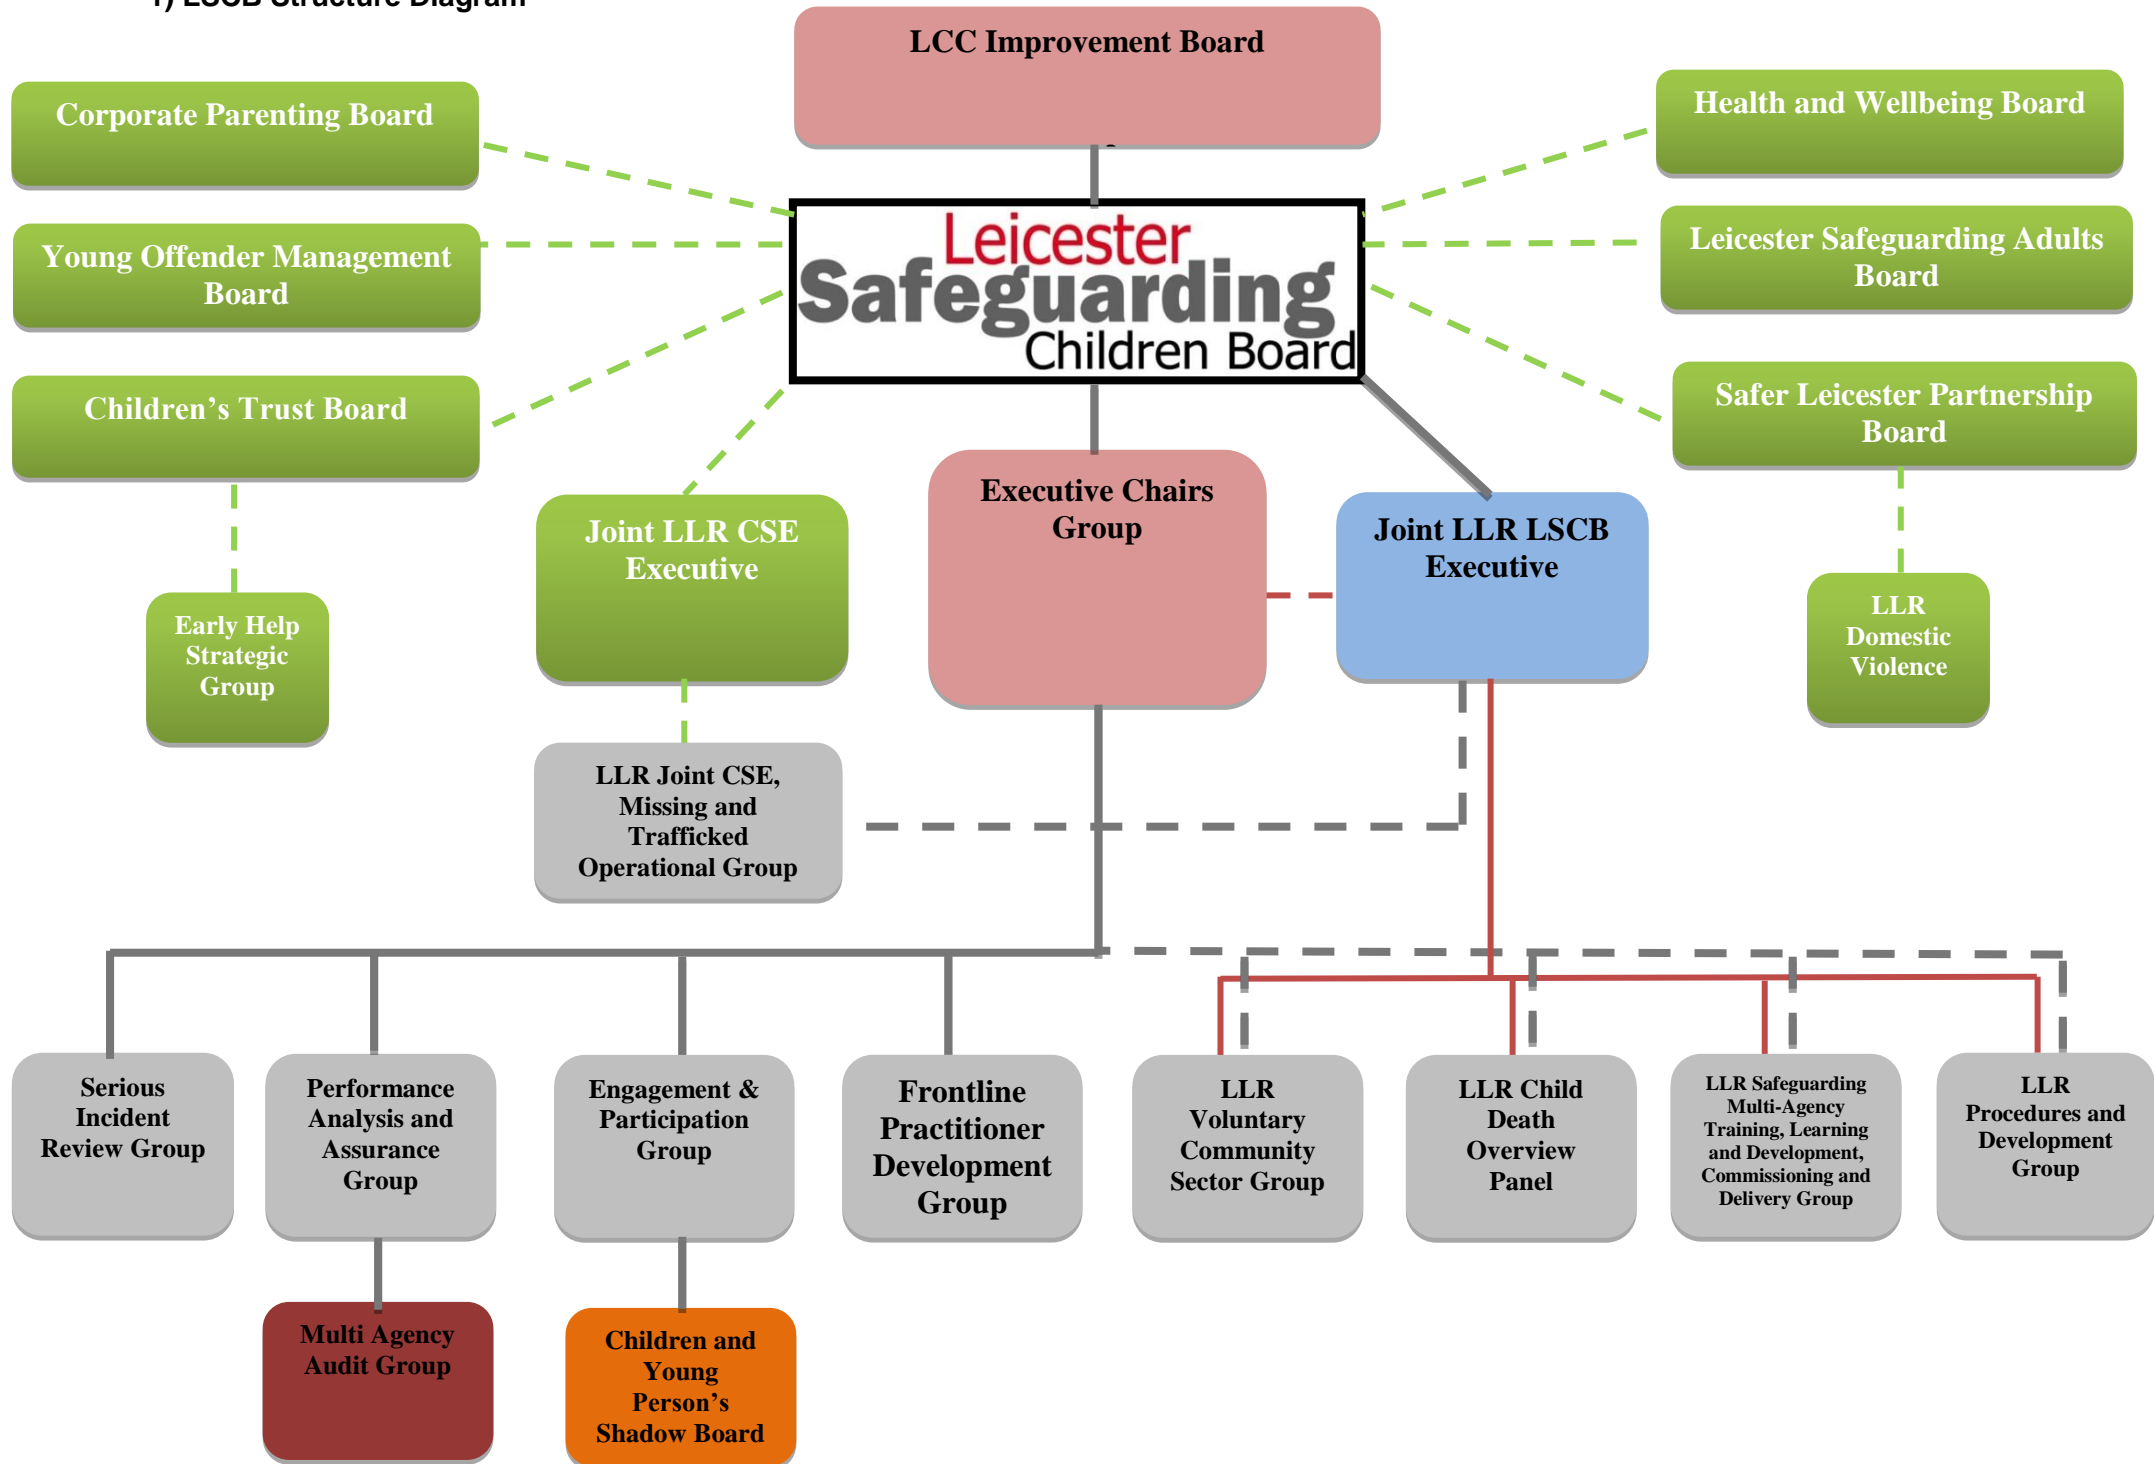 1) LSCB Structure Diagram
LCC Improvement Board
Corporate Parenting Board
Health and Wellbeing Board
Young Offender Management
Board
Leicester
Safeguarding
Children Board
Leicester Safeguarding Adults
Board
Children’s Trust Board
Safer Leicester Partnership
Board
Joint LLR CSE
Executive
Executive Chairs
Group
Joint LLR LSCB
Executive
Early Help
Strategic
Group
LLR
Domestic
Violence
LLR Joint CSE,
Missing and
Trafficked
Operational Group
Serious
Incident
Review Group
Performance
Analysis and
Assurance
Group
Engagement &
Participation
Group
Frontline
Practitioner
Development
Group
LLR
Voluntary
Community
Sector Group
LLR Child
Death
Overview
Panel
LLR Safeguarding
Multi-Agency
Training, Learning
and Development,
Commissioning and
Delivery Group
LLR
Procedures and
Development
Group
Multi Agency
Audit Group
Children and
Young
Person’s
Shadow Board